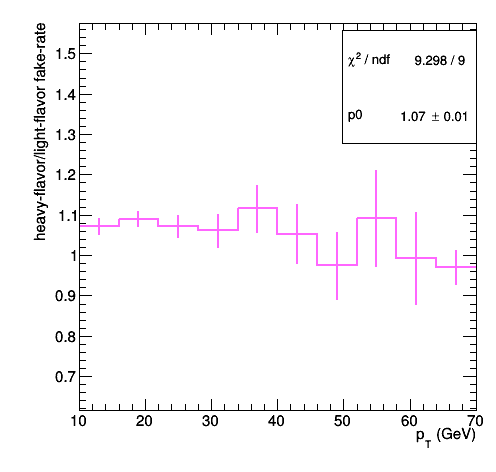 heavy-flavor/light-flavor fake-rate
1.5
1.4
1.3
1.2
1.1
1
0.9
0.8
0.7
χ² / ndf 9.298 / 9
p0 1.07 ± 0.01
10 20 30 40 50 60 70
p_T (GeV)